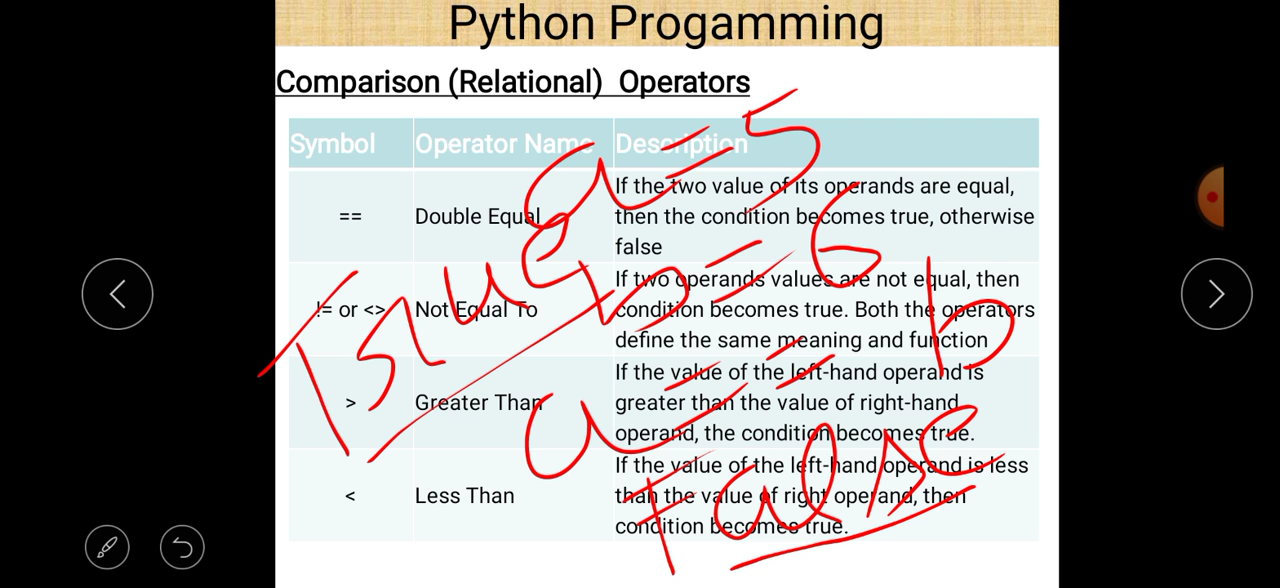 Python Progamming
Comparison (Relational) Operators
Symbol Operator Name Description
== Double Equal If the two value of its operands are equal,
then the condition becomes true, otherwise
false
!= or <> Not Equal To If two operands values are not equal, then
condition becomes true. Both the operators
define the same meaning and function
> Greater Than If the value of the left-hand operand is
greater than the value of right-hand
operand, the condition becomes true.
< Less Than If the value of the left-hand operand is less
than the value of right operand, then
condition becomes true.
a = 5
b = 6
a == b
True
False